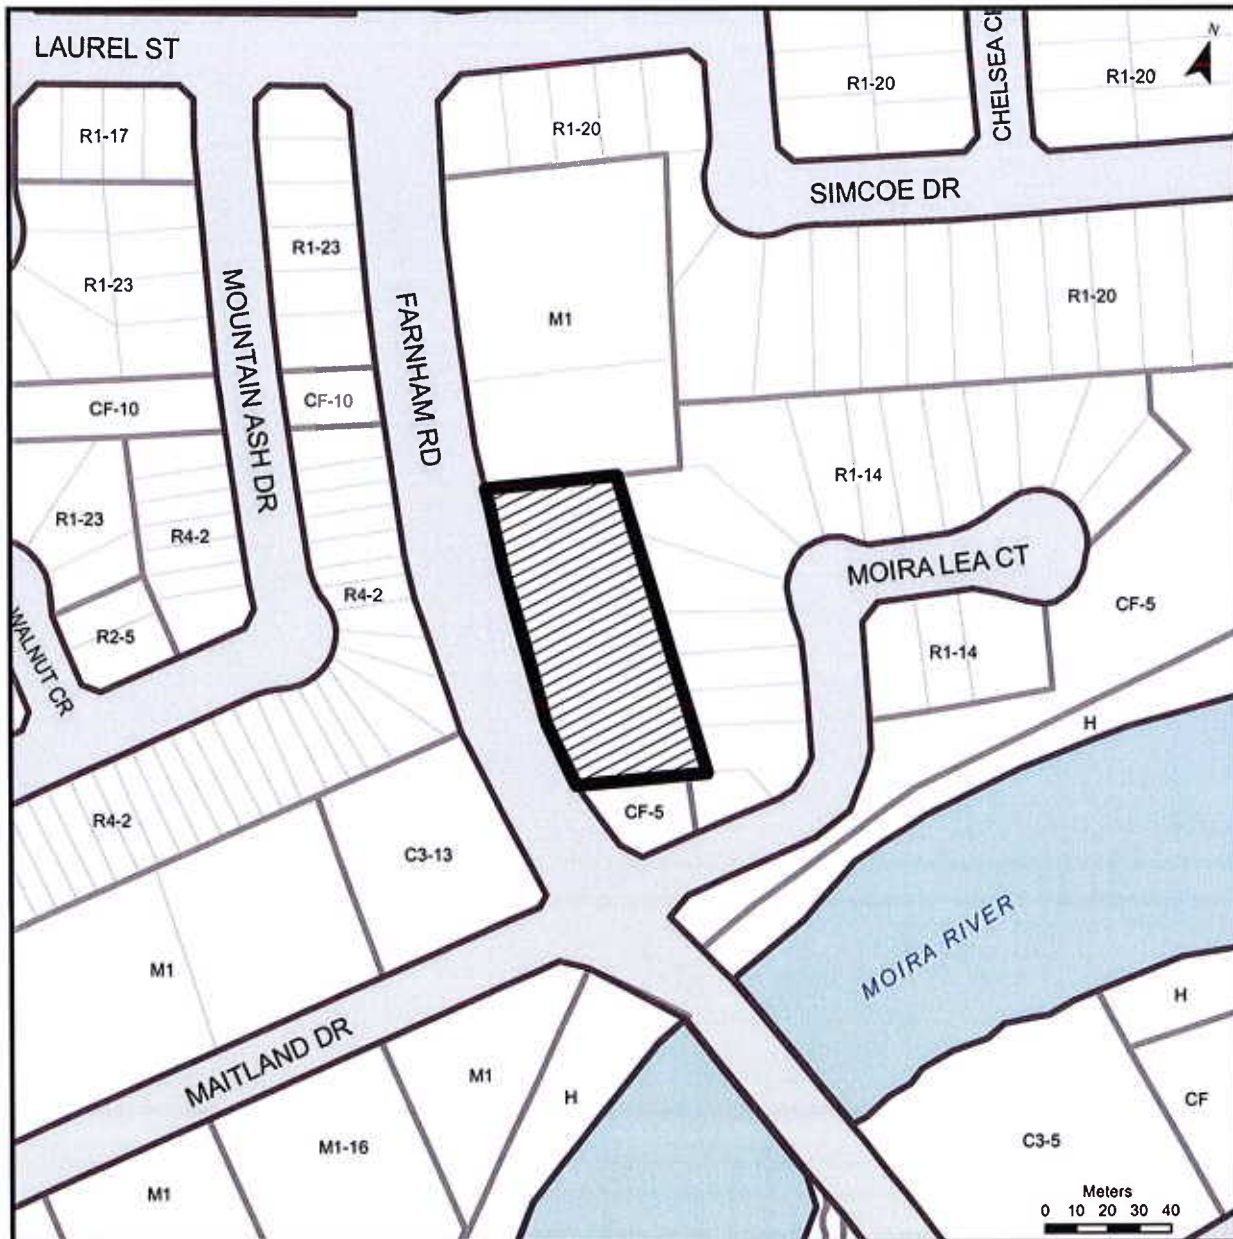 LAUREL ST
N
R1-17
R1-20
R1-20
CHELSEA
R1-20
SIMCOE DR
R1-23
R1-23
MOUNTAIN ASH DR
FARNHAM RD
M1
R1-20
CF-10
CF-10
R1-14
R1-23
R4-2
MOIRA LEA CT
R4-2
CF-5
R2-5
WALNUT CR
R1-14
H
R4-2
CF-5
C3-13
MOIRA RIVER
M1
H
MAITLAND DR
M1
H
CF
M1-16
C3-5
M1
Meters
0 10 20 30 40